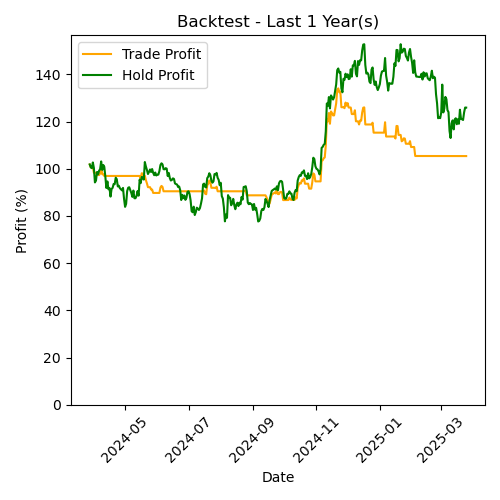 Backtest - Last 1 Year(s)
Trade Profit
Hold Profit
Profit (%)
140
120
100
80
60
40
20
0
2024-05
2024-07
2024-09
2024-11
2025-01
2025-03
Date